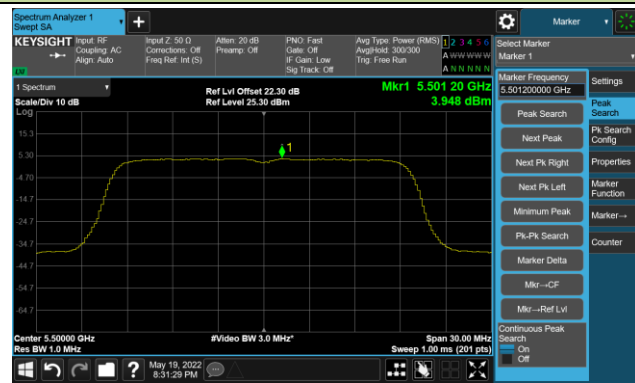 Spectrum Analyzer 1
Swept SA
Marker
KEYSIGHT
Input: RF
Coupling: AC
Align: Auto
Input Z: 50 Ω
Corrections: Off
Freq Ref: Int (S)
Atten: 20 dB
Preamp: Off
PNO: Fast
Gate: Off
IF Gain: Low
Sig Track: Off
Avg Type: Power (RMS)
Avg|Hold: 300/300
Trig: Free Run
1 2 3 4 5 6
A W W W W W
A N N N N N
Select Marker
Marker 1
1 Spectrum
Scale/Div 10 dB
Log
Ref Lvl Offset 22.30 dB
Ref Level 25.30 dBm
Mkr1 5.501 20 GHz
3.948 dBm
1
15.3
5.30
-4.70
-14.7
-24.7
-34.7
-44.7
-54.7
-64.7
Center 5.50000 GHz
Res BW 1.0 MHz
#Video BW 3.0 MHz*
Span 30.00 MHz
Sweep 1.00 ms (201 pts)
Marker Frequency
5.501200000 GHz
Peak Search
Next Peak
Next Pk Right
Next Pk Left
Minimum Peak
Pk-Pk Search
Marker Delta
Mkr→CF
Mkr→Ref Lvl
Continuous Peak
Search
On
Off
Settings
Peak
Search
Pk Search
Config
Properties
Marker
Function
Marker→
Counter
May 19, 2022
8:31:29 PM